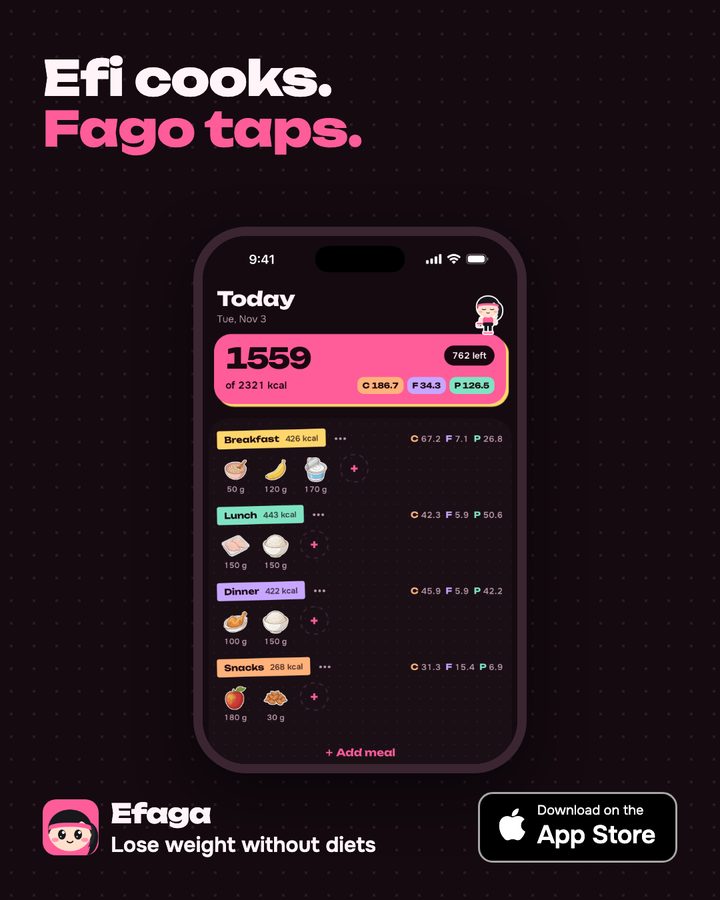 Efi cooks.
Fago taps.
9:41
Today
Tue, Nov 3
1559
762 left
of 2321 kcal
C 186.7 F 34.3 P 126.5
Breakfast 426 kcal ••• C 67.2 F 7.1 P 26.8
+
50 g 120 g 170 g
Lunch 443 kcal ••• C 42.3 F 5.9 P 50.6
+
150 g 150 g
Dinner 422 kcal ••• C 45.9 F 5.9 P 42.2
+
100 g 150 g
Snacks 268 kcal ••• C 31.3 F 15.4 P 6.9
+
180 g 30 g
+ Add meal
Efaga
Lose weight without diets
Download on the
App Store